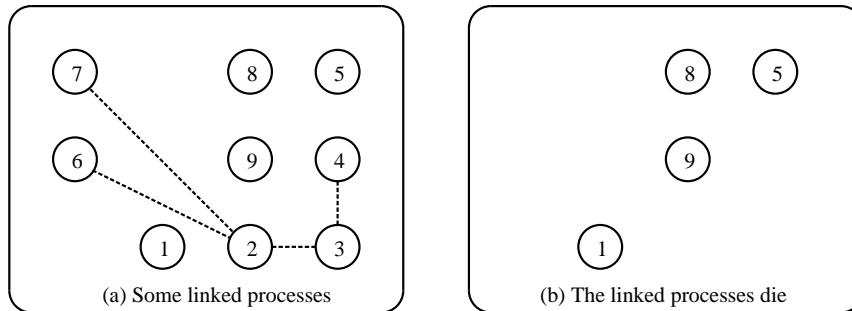 7 8 5
6 9 4
1 2 3
(a) Some linked processes
8 5
9
1
(b) The linked processes die